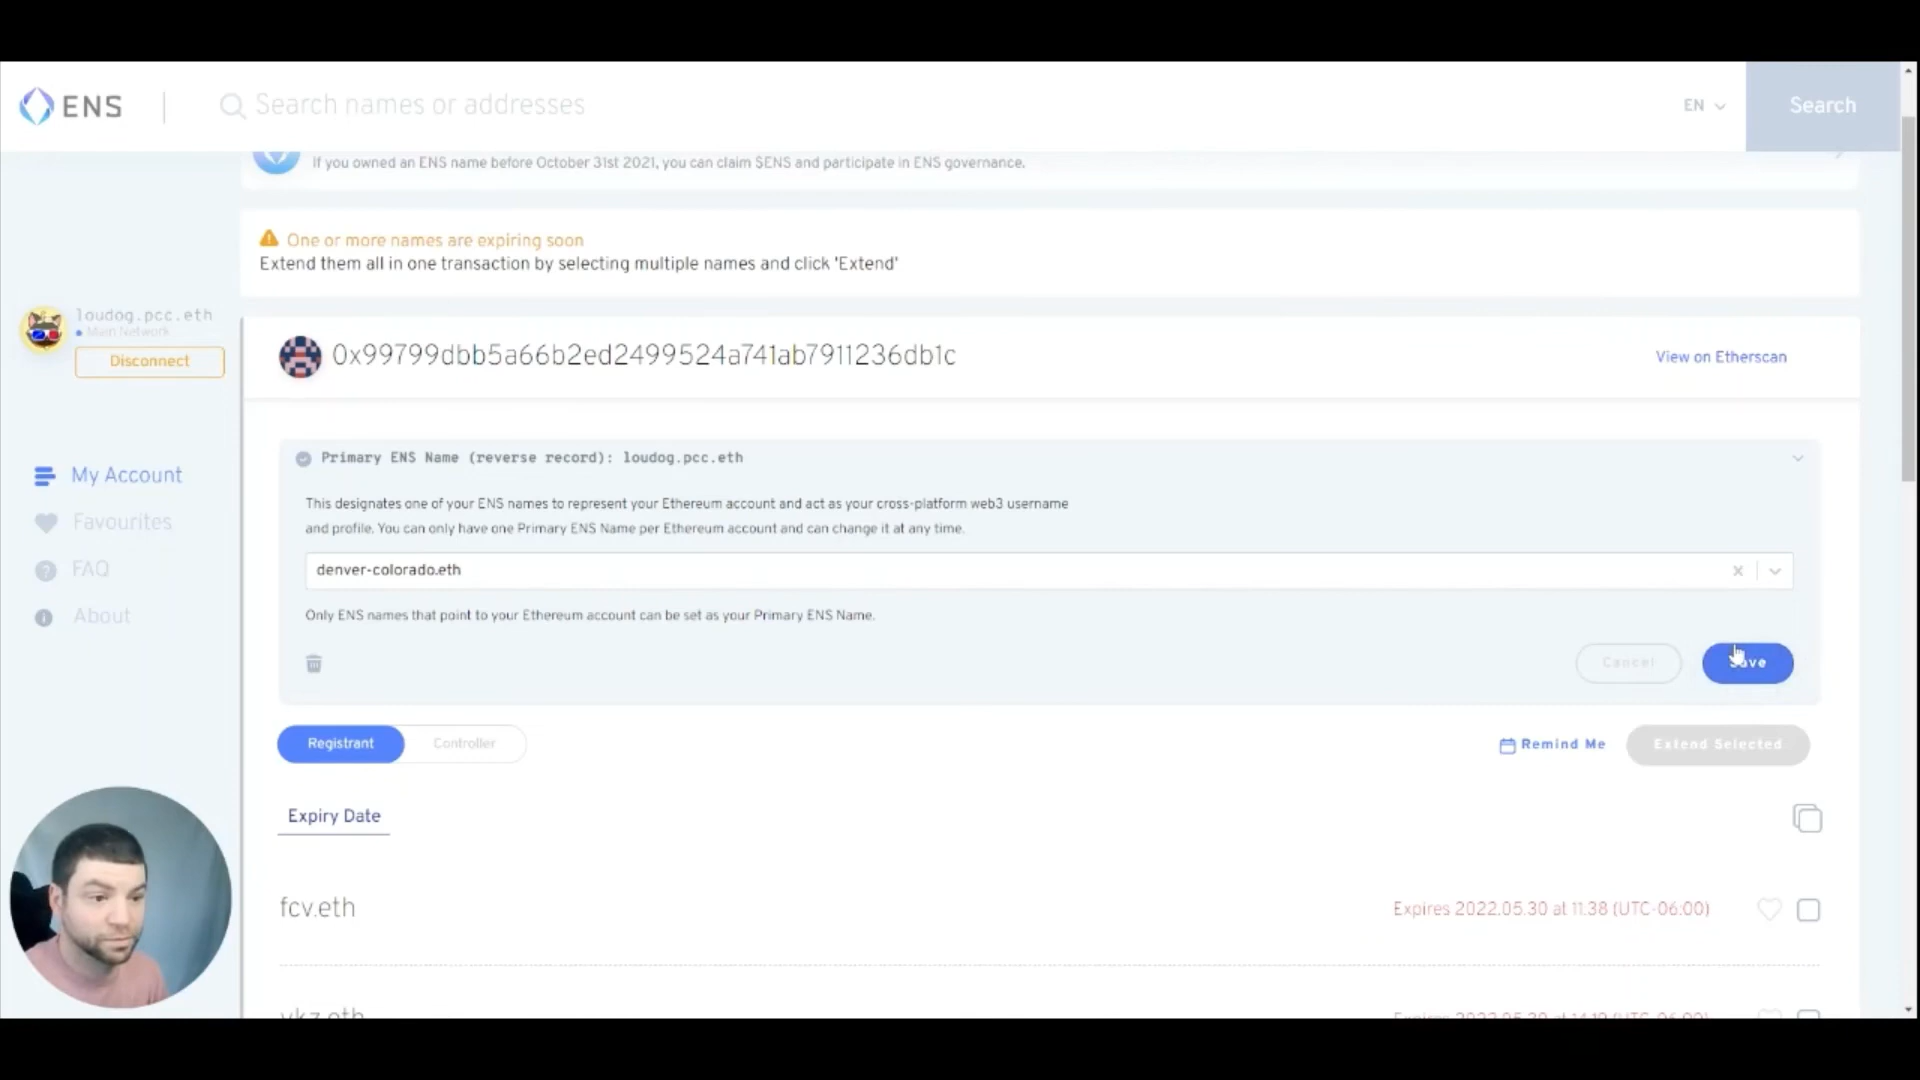 ENS
Search names or addresses
EN
Search
If you owned an ENS name before October 31st 2021, you can claim $ENS and participate in ENS governance.
One or more names are expiring soon
Extend them all in one transaction by selecting multiple names and click 'Extend'
loudog.pcc.eth
Main Network
Disconnect
0x99799dbb5a66b2ed2499524a741ab7911236db1c
View on Etherscan
My Account
Favourites
FAQ
About
Primary ENS Name (reverse record): loudog.pcc.eth
This designates one of your ENS names to represent your Ethereum account and act as your cross-platform web3 username
and profile. You can only have one Primary ENS Name per Ethereum account and can change it at any time.
denver-colorado.eth
Only ENS names that point to your Ethereum account can be set as your Primary ENS Name.
Cancel
Save
Registrant
Controller
Remind Me
Extend Selected
Expiry Date
fcv.eth
Expires 2022.05.30 at 11.38 (UTC-06:00)